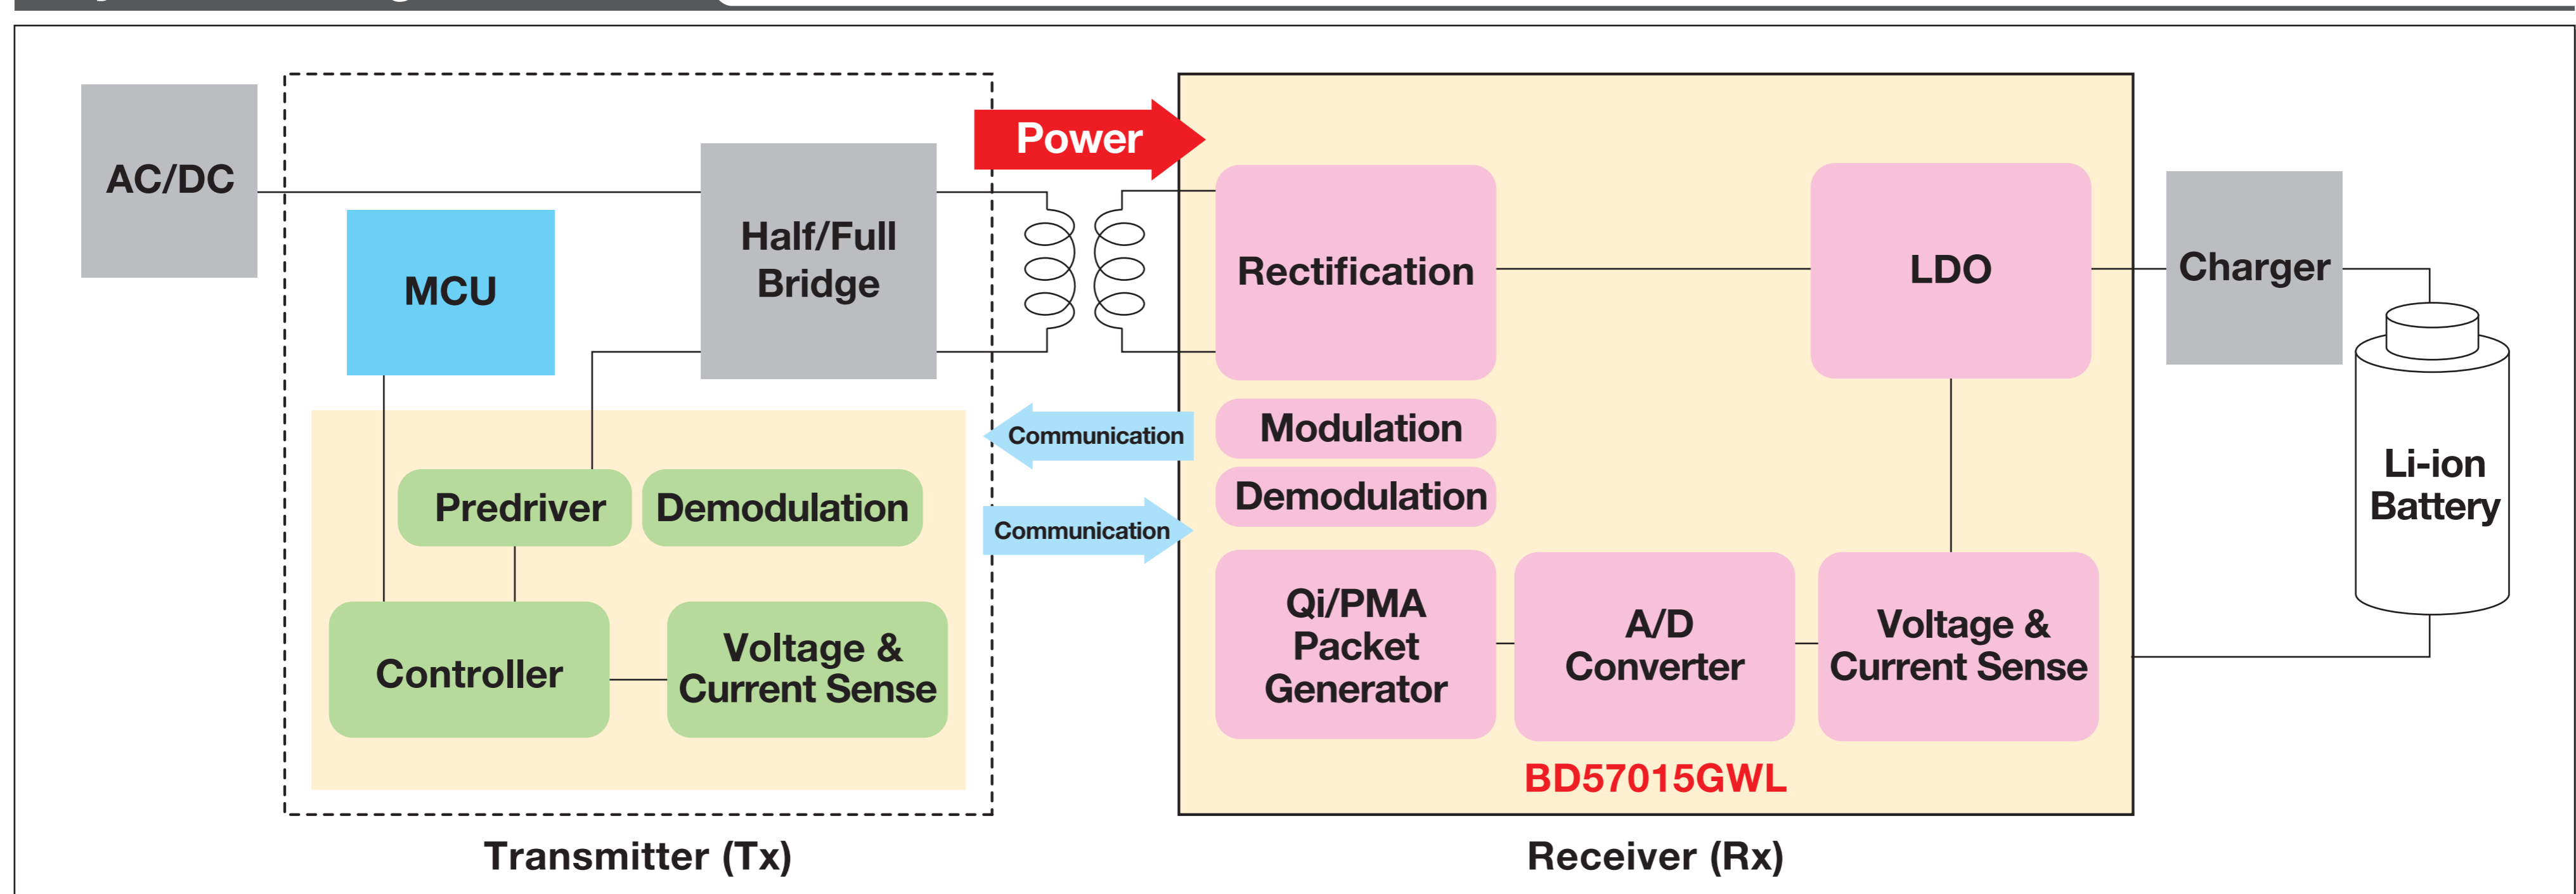 AC/DC
MCU
Half/Full
Bridge
Power
Rectification
LDO
Charger
Communication
Communication
Modulation
Demodulation
Predriver
Demodulation
Controller
Voltage &
Current Sense
Qi/PMA
Packet
Generator
A/D
Converter
Voltage &
Current Sense
Li-ion
Battery
BD57015GWL
Transmitter (Tx)
Receiver (Rx)